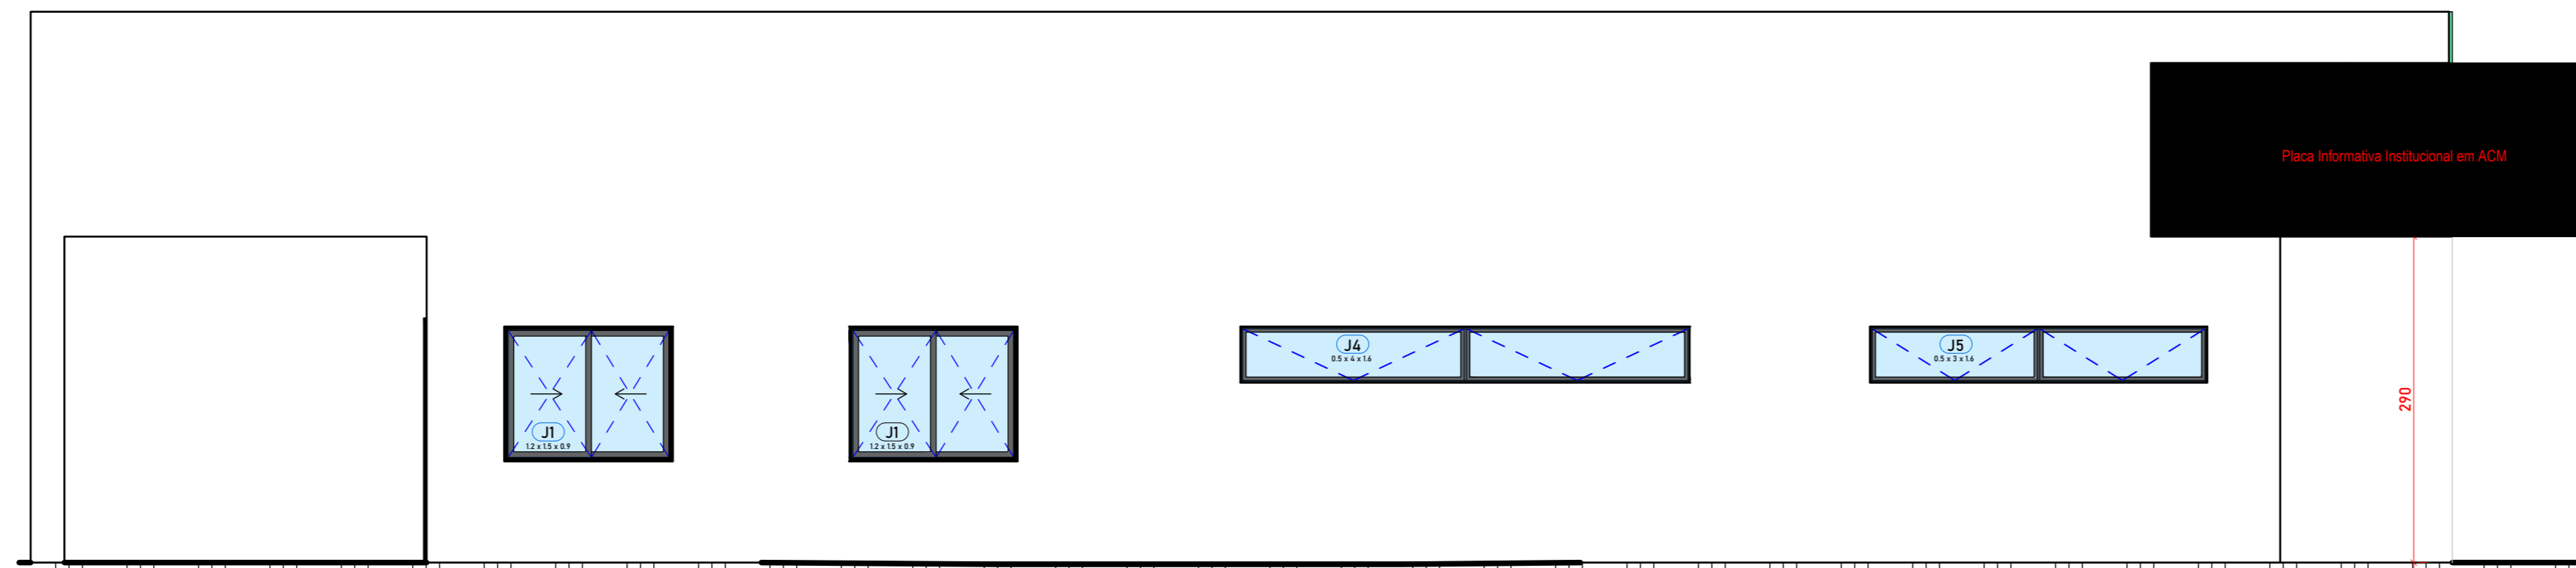 Placa Informativa Institucional em ACM
J4
0.5 x 4 x 1.6
J5
0.5 x 3 x 1.6
290
J1
1.2 x 1.5 x 0.9
J1
1.2 x 1.5 x 0.9